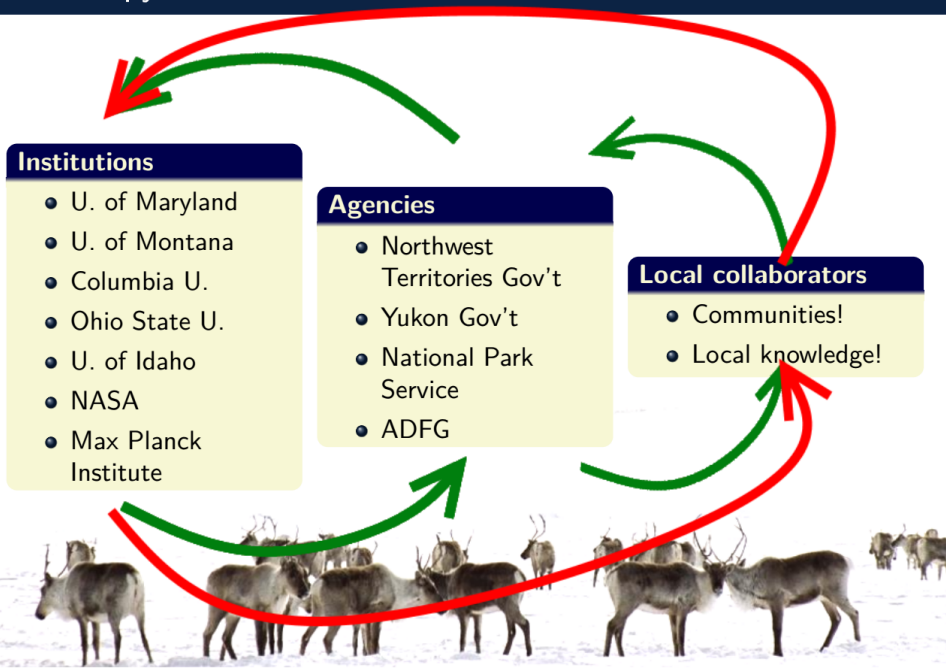 Institutions
U. of Maryland
U. of Montana
Columbia U.
Ohio State U.
U. of Idaho
NASA
Max Planck
Institute
Agencies
Northwest
Territories Gov't
Yukon Gov't
National Park
Service
ADFG
Local collaborators
Communities!
Local knowledge!